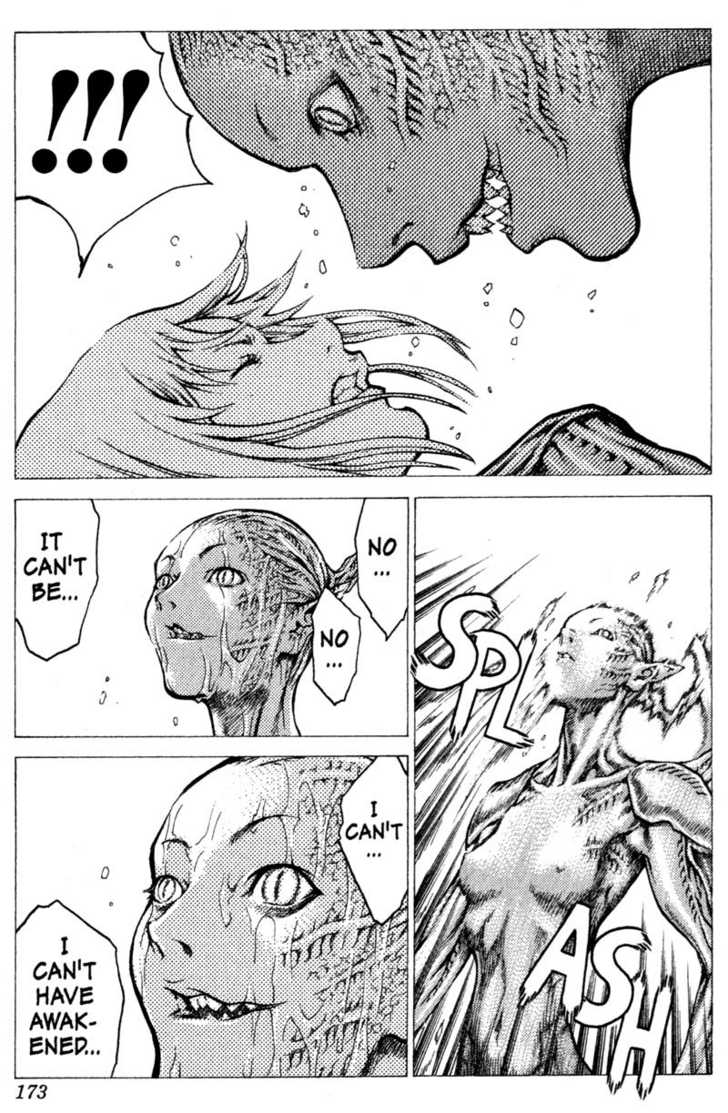 !!!
SPL
ASH
NO
...
NO
...
IT
CAN'T
BE...
I
CAN'T
...
I
CAN'T
HAVE
AWAK-
ENED...
173